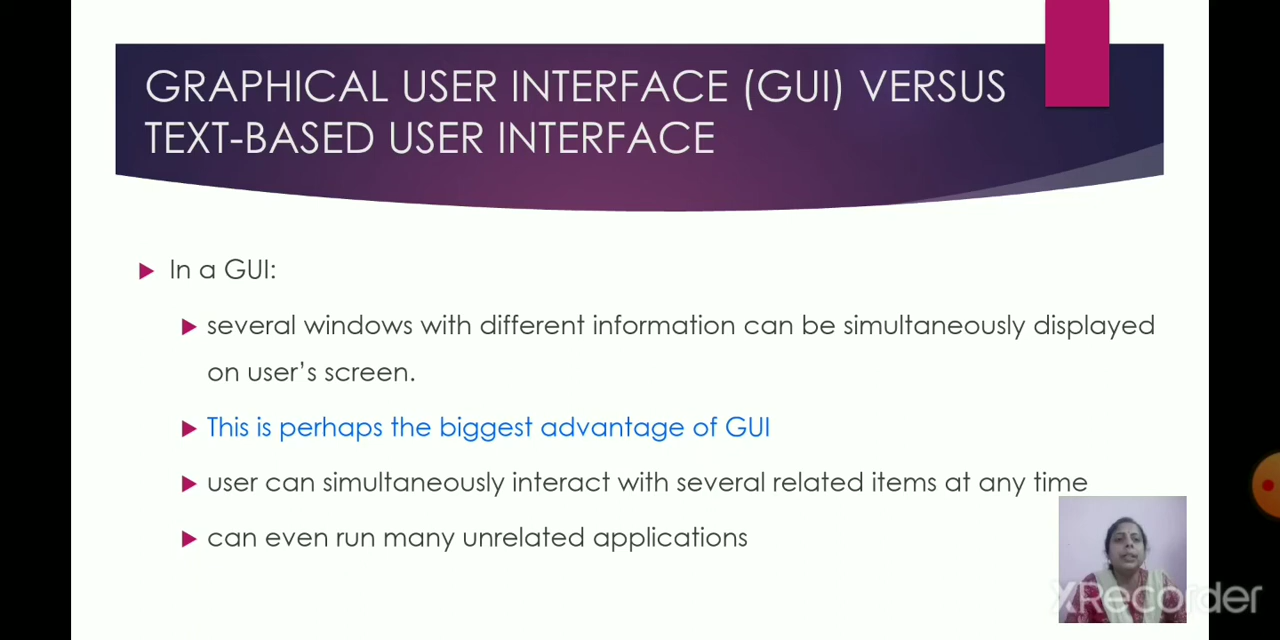 GRAPHICAL USER INTERFACE (GUI) VERSUS
TEXT-BASED USER INTERFACE
In a GUI:
several windows with different information can be simultaneously displayed
on user's screen.
This is perhaps the biggest advantage of GUI
user can simultaneously interact with several related items at any time
can even run many unrelated applications
XRecorder